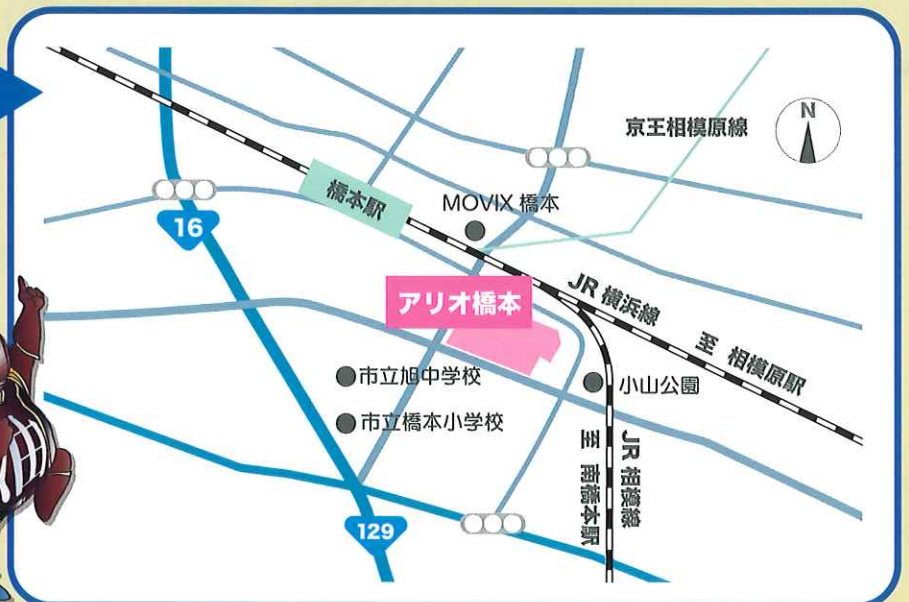 京王相模原線
N
橋本駅
MOVIX 橋本
16
アリオ橋本
JR 横浜線 至 相模原駅
市立旭中学校
小山公園
市立橋本小学校
JR 相模線
至 南橋本駅
129